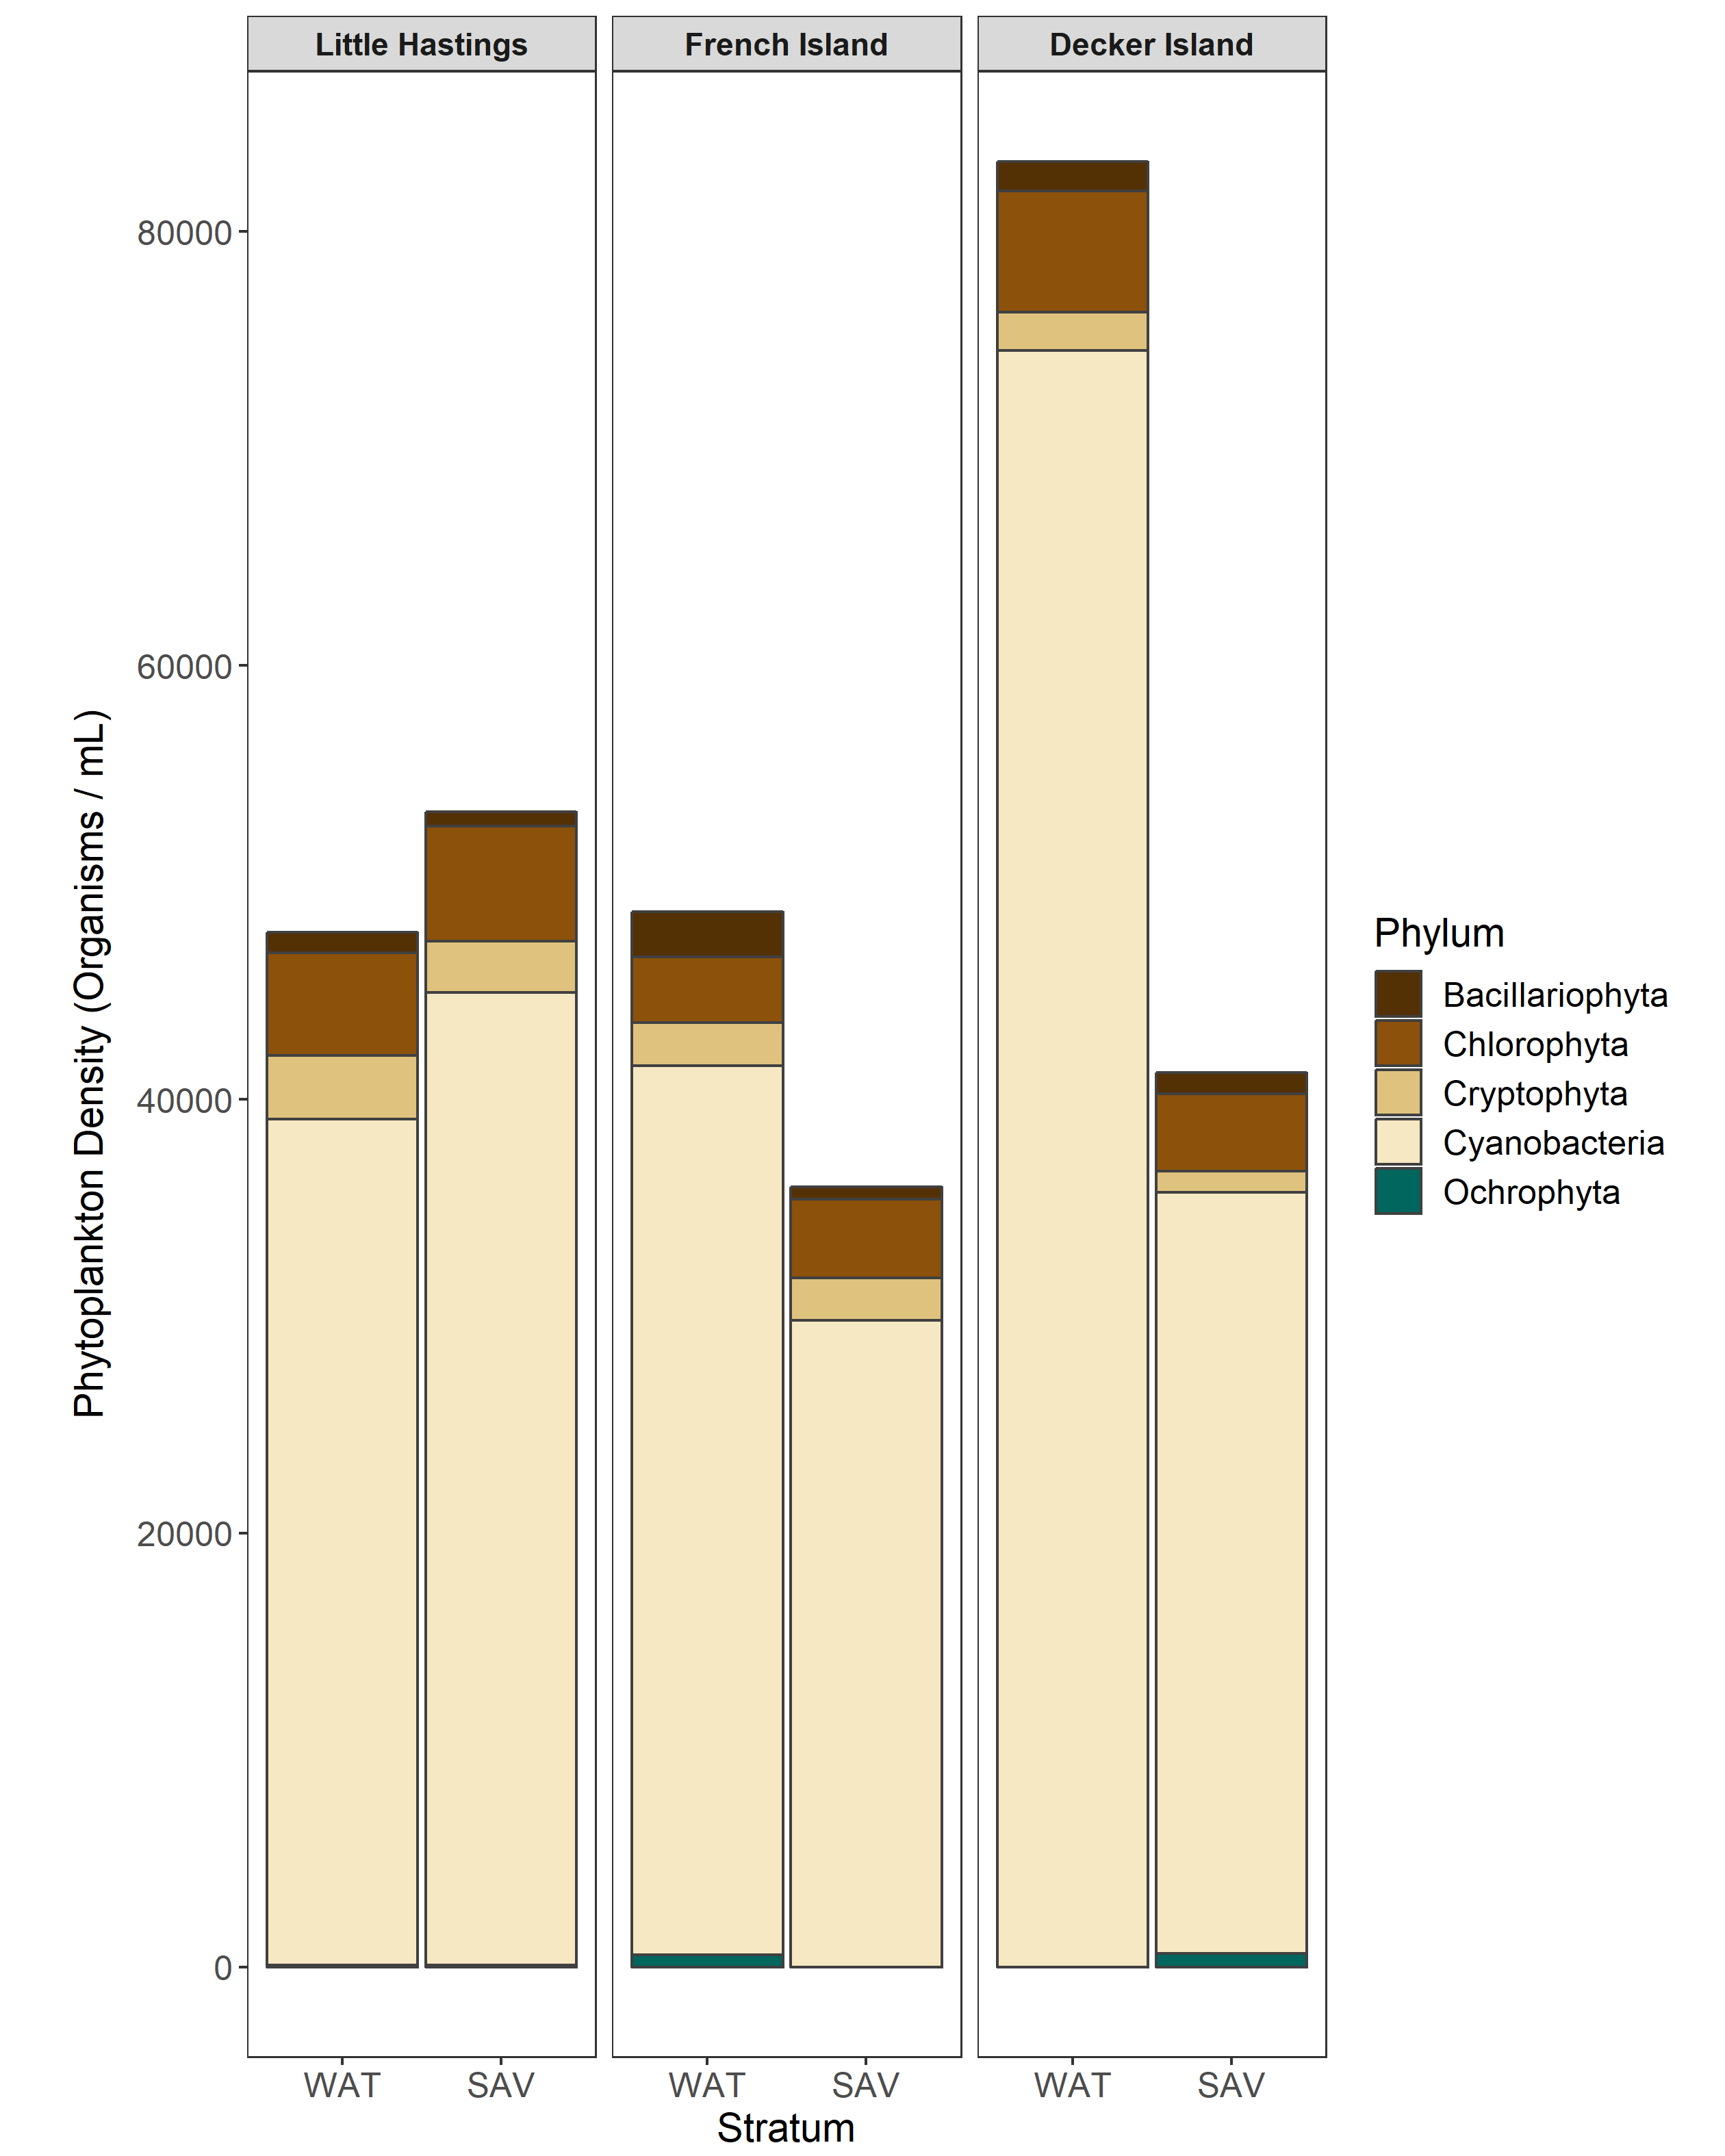 Little Hastings
French Island
Decker Island
Phytoplankton Density (Organisms / mL)
80000
60000
40000
20000
0
WAT
SAV
WAT
SAV
WAT
SAV
Stratum
Phylum
Bacillariophyta
Chlorophyta
Cryptophyta
Cyanobacteria
Ochrophyta